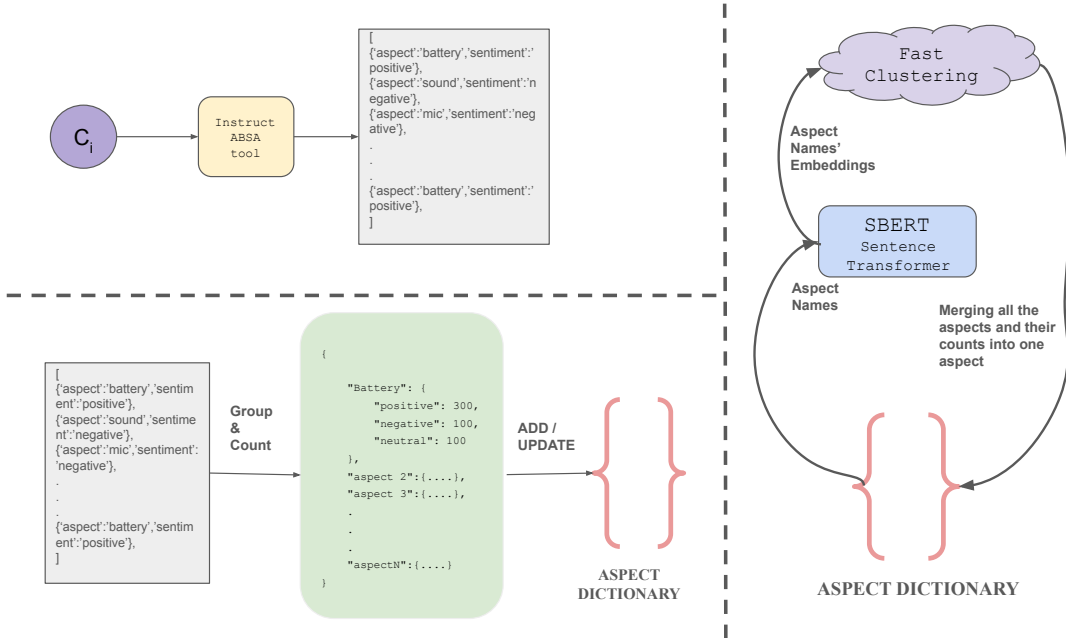 C_i
Instruct
ABSA
tool
[
{‘aspect’:’battery’,’sentiment’:’
positive’},
{‘aspect’:’sound’,’sentiment’:’n
egative’},
{‘aspect’:’mic’,’sentiment’:’neg
ative’},
.
.
.
{‘aspect’:’battery’,’sentiment’:’
positive’},
]
[
{‘aspect’:’battery’,’sentim
ent’:’positive’},
{‘aspect’:’sound’,’sentime
nt’:’negative’},
{‘aspect’:’mic’,’sentiment’:
’negative’},
.
.
.
{‘aspect’:’battery’,’sentim
ent’:’positive’},
]
Group
&
Count
{
"Battery": {
"positive": 300,
"negative": 100,
"neutral": 100
},
"aspect 2":{....},
"aspect 3":{....},
.
.
.
"aspectN":{....}
}
ADD /
UPDATE
{ }
ASPECT
DICTIONARY
Fast
Clustering
Aspect
Names’
Embeddings
SBERT
Sentence
Transformer
Aspect
Names
Merging all the
aspects and their
counts into one
aspect
{ }
ASPECT DICTIONARY